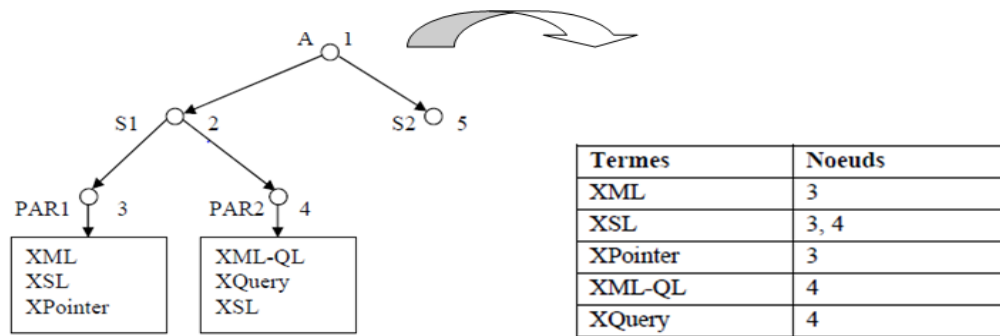 A 1
S1 2 S2 5
PAR1 3 PAR2 4
XML
XSL
XPointer
XML-QL
XQuery
XSL
Termes Noeuds
XML 3
XSL 3, 4
XPointer 3
XML-QL 4
XQuery 4